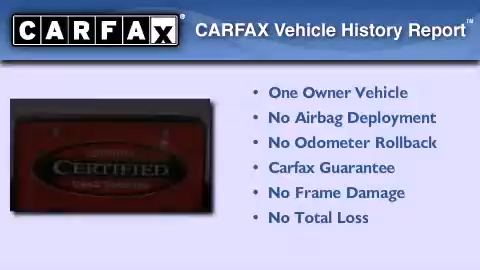 CARFAX®
CARFAX Vehicle History Report™
• One Owner Vehicle
• No Airbag Deployment
• No Odometer Rollback
• Carfax Guarantee
• No Frame Damage
• No Total Loss
CERTIFIED